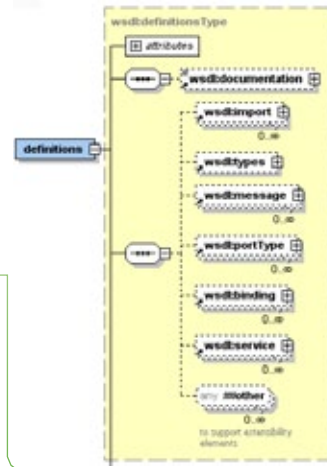 wsdl:definitionsType
attributes
wsdl:documentation
wsdl:import
0..∞
definitions
wsdl:types
wsdl:message
0..∞
wsdl:portType
0..∞
wsdl:binding
0..∞
wsdl:service
0..∞
any ##other
0..∞
to support extensibility
elements